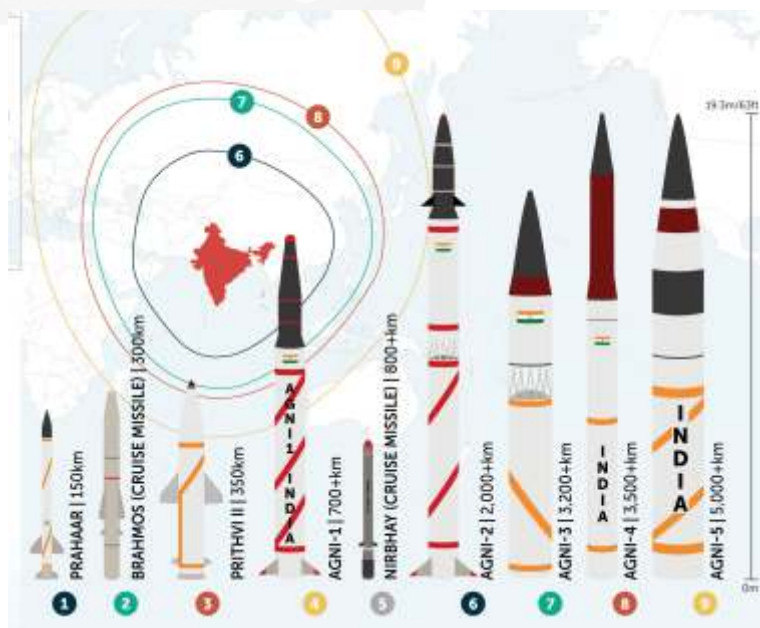 9
7
8
6
19.3m/63ft
PRAHAAR | 150km
BRAHMOS (CRUISE MISSILE) | 300km
PRITHVI II | 350km
AGNI1 INDIA
AGNI-1 | 700+km
NIRBHAY (CRUISE MISSILE) | 800+km
AGNI-2 | 2,000+km
AGNI-3 | 3,200+km
INDIA
AGNI-4 | 3,500+km
INDIA
AGNI-5 | 5,000+km
0m
1
2
3
4
5
6
7
8
9